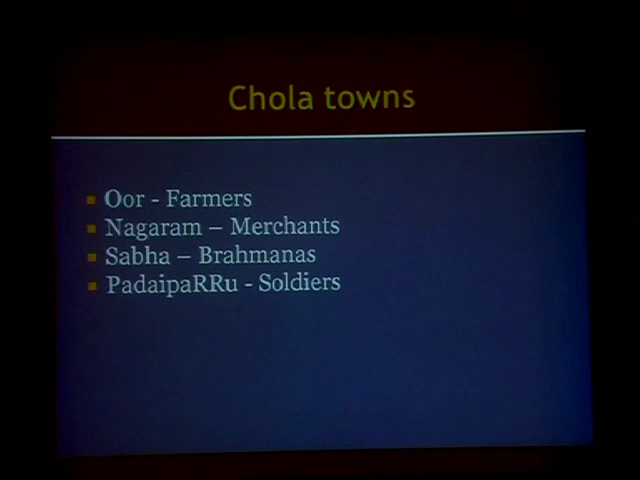 Chola towns
Oor - Farmers
Nagaram – Merchants
Sabha – Brahmanas
PadaipaRRu - Soldiers